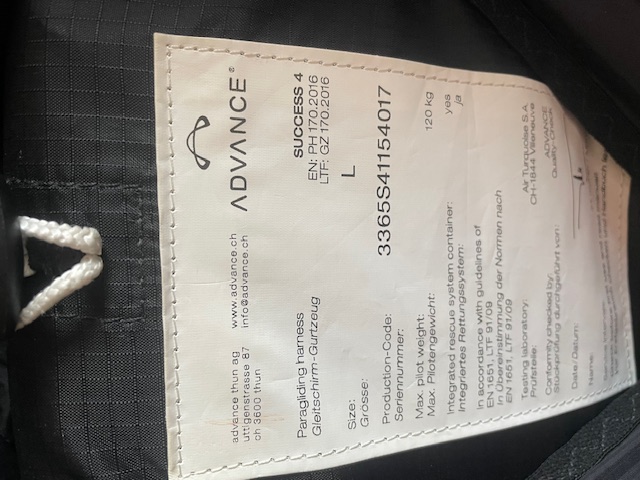 advance thun ag
uttigenstrasse 87
ch 3600 thun
www.advance.ch
info@advance.ch
ADVANCE®
Paragliding harness
Gleitschirm-Gurtzeug
SUCCESS 4
EN: PH 170.2016
LTF: GZ 170.2016
Size: L
Grösse:
Production-Code: 3365S41154017
Seriennummer:
Max. pilot weight: 120 kg
Max. Pilotengewicht:
Integrated rescue system container: yes
Integriertes Rettungssystem: ja
In accordance with guidelines of
EN 1651, LTF 91/09
In Übereinstimmung der Normen nach
EN 1651, LTF 91/09
Testing laboratory: Air Turquoise S.A.
Prüfstelle: CH-1844 Villeneuve
Conformity checked by: ADVANCE
Stückprüfung durchgeführt von: Quality-Check
Date/Datum:
Name: